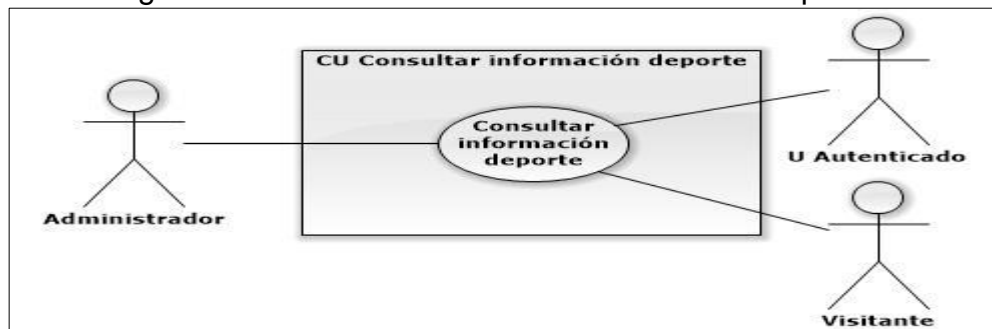 CU Consultar información deporte
Consultar
información
deporte
U Autenticado
Administrador
Visitante